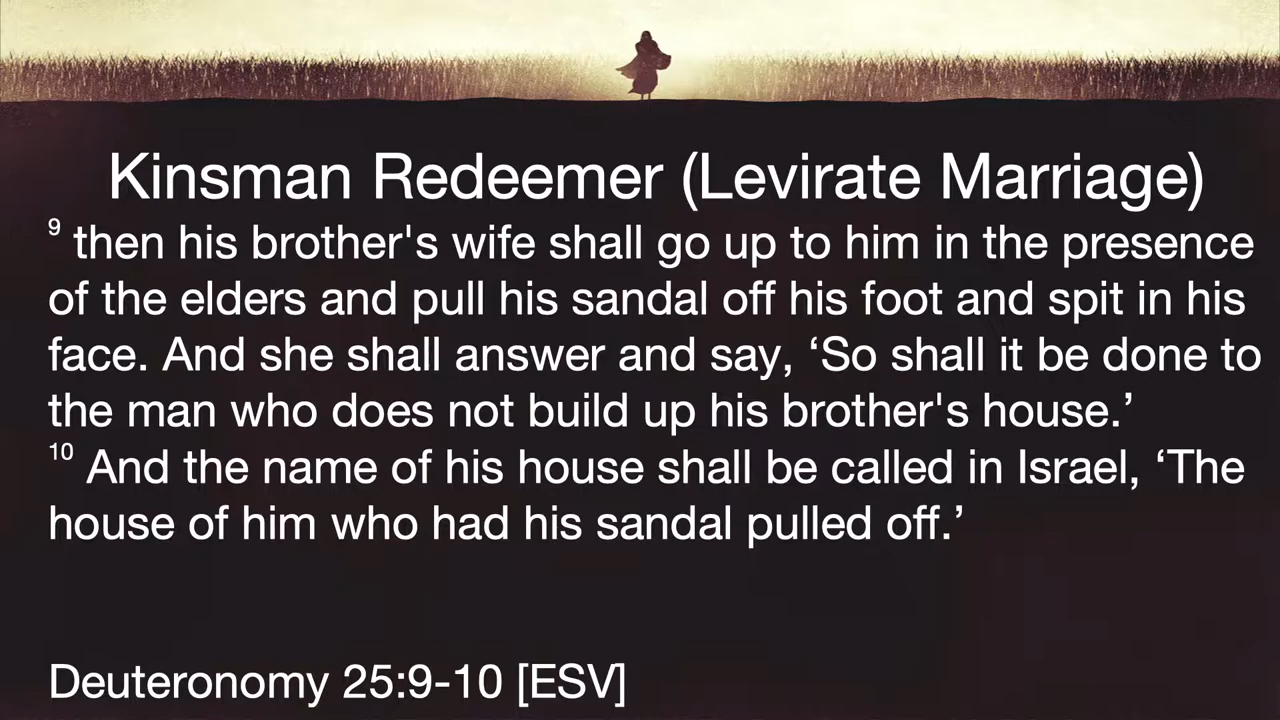 Kinsman Redeemer (Levirate Marriage)
9 then his brother's wife shall go up to him in the presence
of the elders and pull his sandal off his foot and spit in his
face. And she shall answer and say, ‘So shall it be done to
the man who does not build up his brother's house.’
10 And the name of his house shall be called in Israel, ‘The
house of him who had his sandal pulled off.’
Deuteronomy 25:9-10 [ESV]